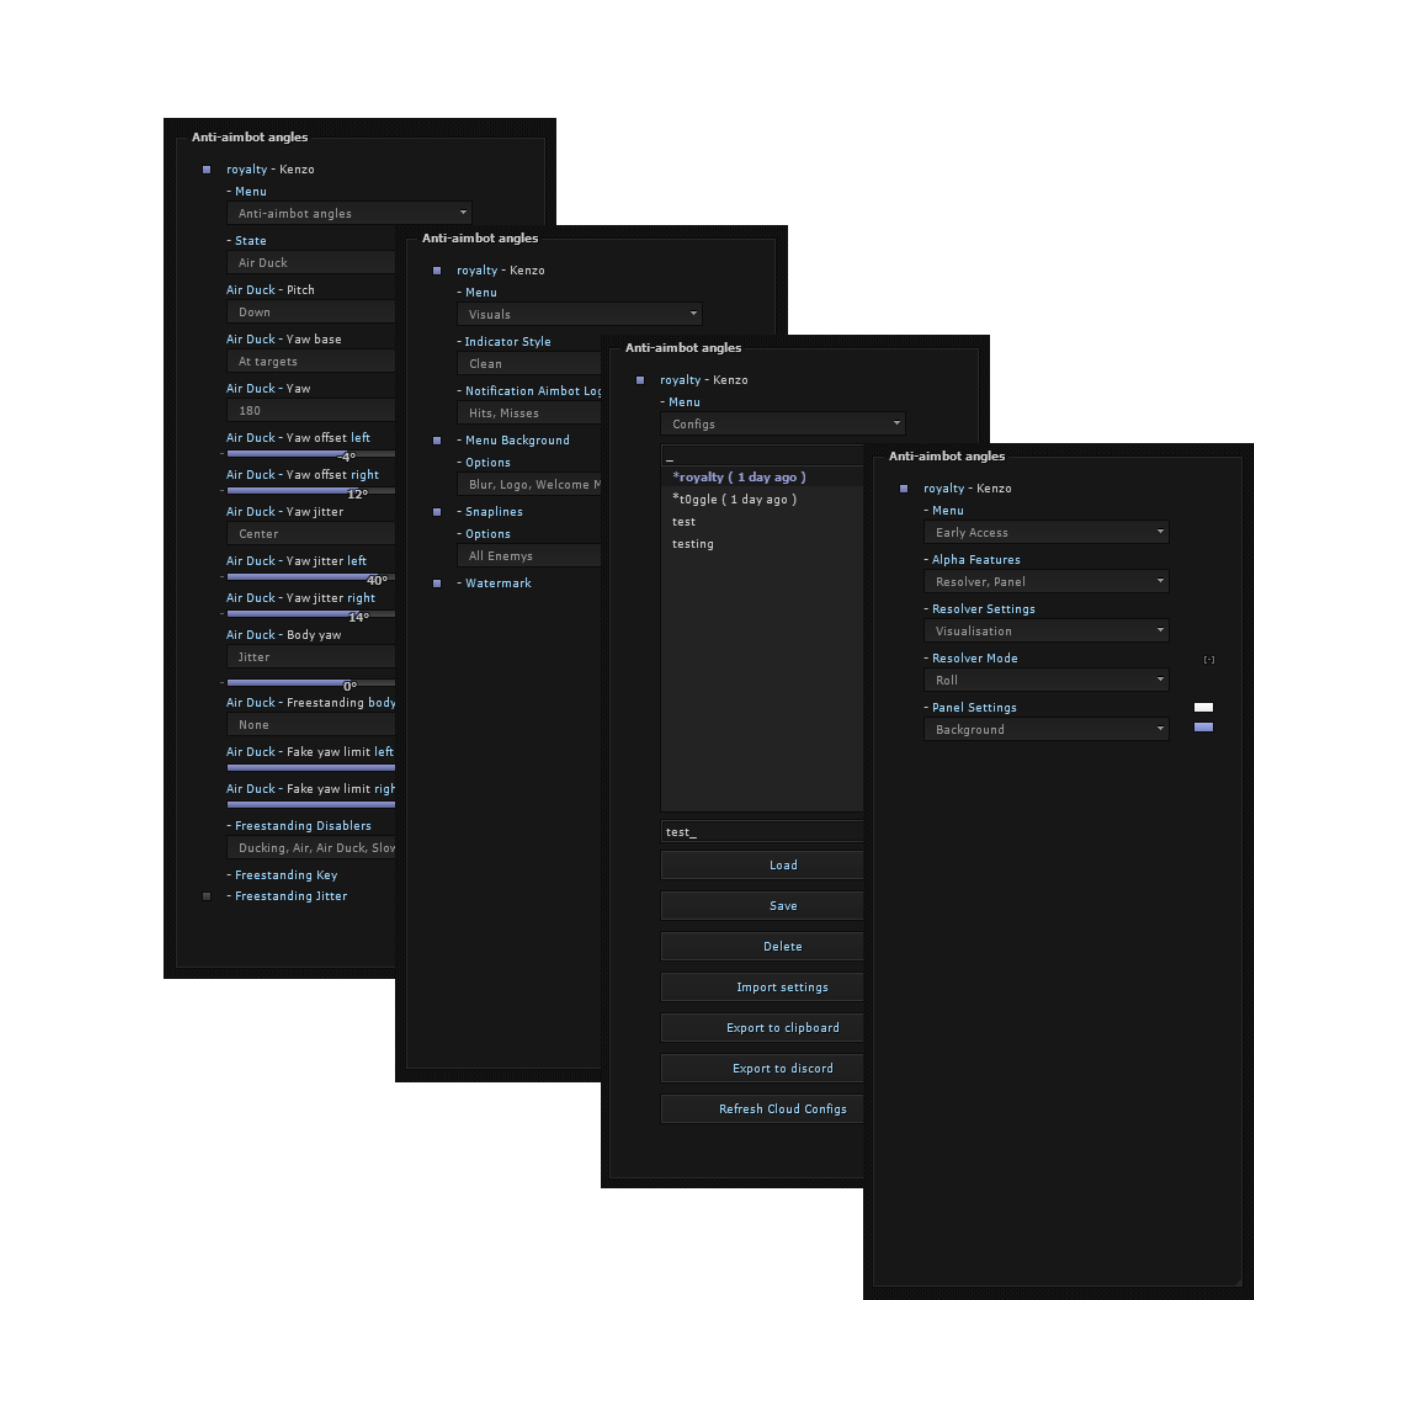 Anti-aimbot angles
royalty - Kenzo
- Menu
Anti-aimbot angles
- State
Air Duck
Air Duck - Pitch
Down
Air Duck - Yaw base
At targets
Air Duck - Yaw
180
Air Duck - Yaw offset left
-4°
Air Duck - Yaw offset right
12°
Air Duck - Yaw jitter
Center
Air Duck - Yaw jitter left
40°
Air Duck - Yaw jitter right
14°
Air Duck - Body yaw
Jitter
0°
Air Duck - Freestanding body
None
Air Duck - Fake yaw limit left
Air Duck - Fake yaw limit righ
- Freestanding Disablers
Ducking, Air, Air Duck, Slow
- Freestanding Key
- Freestanding Jitter
Anti-aimbot angles
royalty - Kenzo
- Menu
Visuals
- Indicator Style
Clean
- Notification Aimbot Log
Hits, Misses
- Menu Background
- Options
Blur, Logo, Welcome M
- Snaplines
- Options
All Enemys
- Watermark
Anti-aimbot angles
royalty - Kenzo
- Menu
Configs
_
*royalty ( 1 day ago )
*t0ggle ( 1 day ago )
test
testing
test_
Load
Save
Delete
Import settings
Export to clipboard
Export to discord
Refresh Cloud Configs
Anti-aimbot angles
royalty - Kenzo
- Menu
Early Access
- Alpha Features
Resolver, Panel
- Resolver Settings
Visualisation
- Resolver Mode
[-]
Roll
- Panel Settings
Background